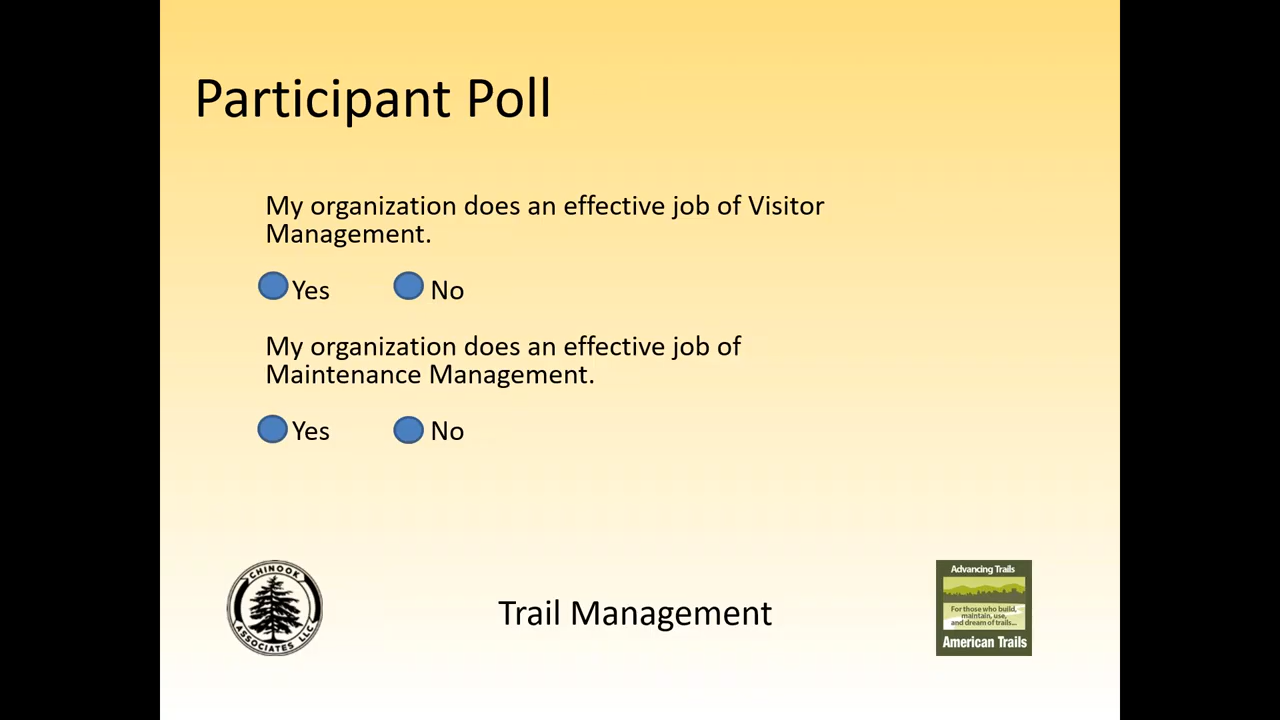 Participant Poll
My organization does an effective job of Visitor
Management.
Yes No
My organization does an effective job of
Maintenance Management.
Yes No
CHINOOK
ASSOCIATES, LLC
Trail Management
Advancing Trails
For those who build,
maintain, use,
and dream of trails...
American Trails